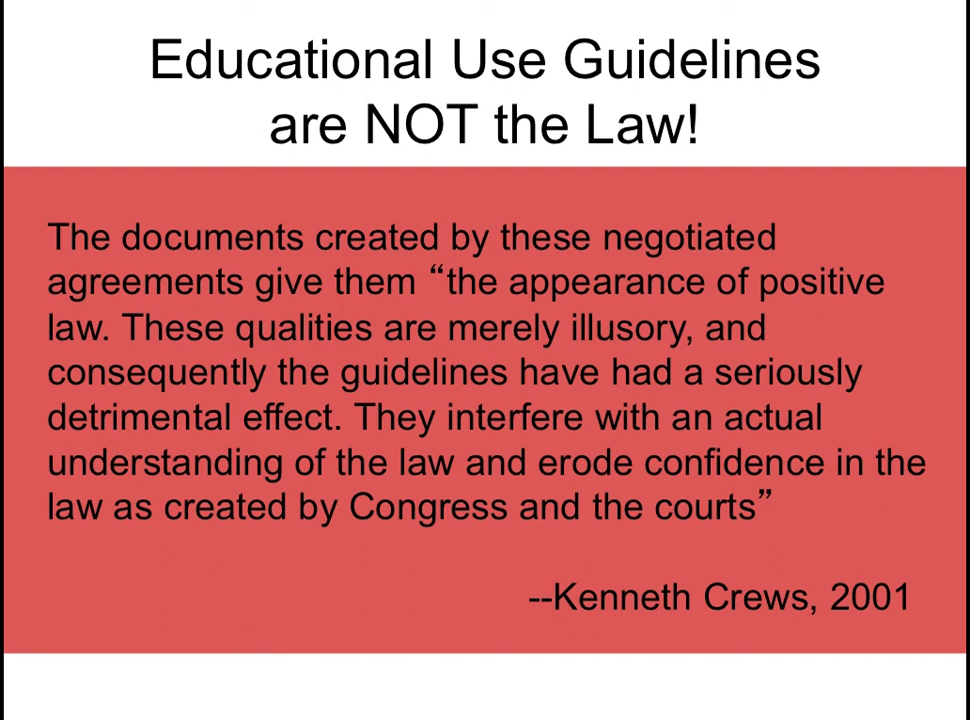 Educational Use Guidelines
are NOT the Law!
The documents created by these negotiated
agreements give them “the appearance of positive
law. These qualities are merely illusory, and
consequently the guidelines have had a seriously
detrimental effect. They interfere with an actual
understanding of the law and erode confidence in the
law as created by Congress and the courts”
--Kenneth Crews, 2001